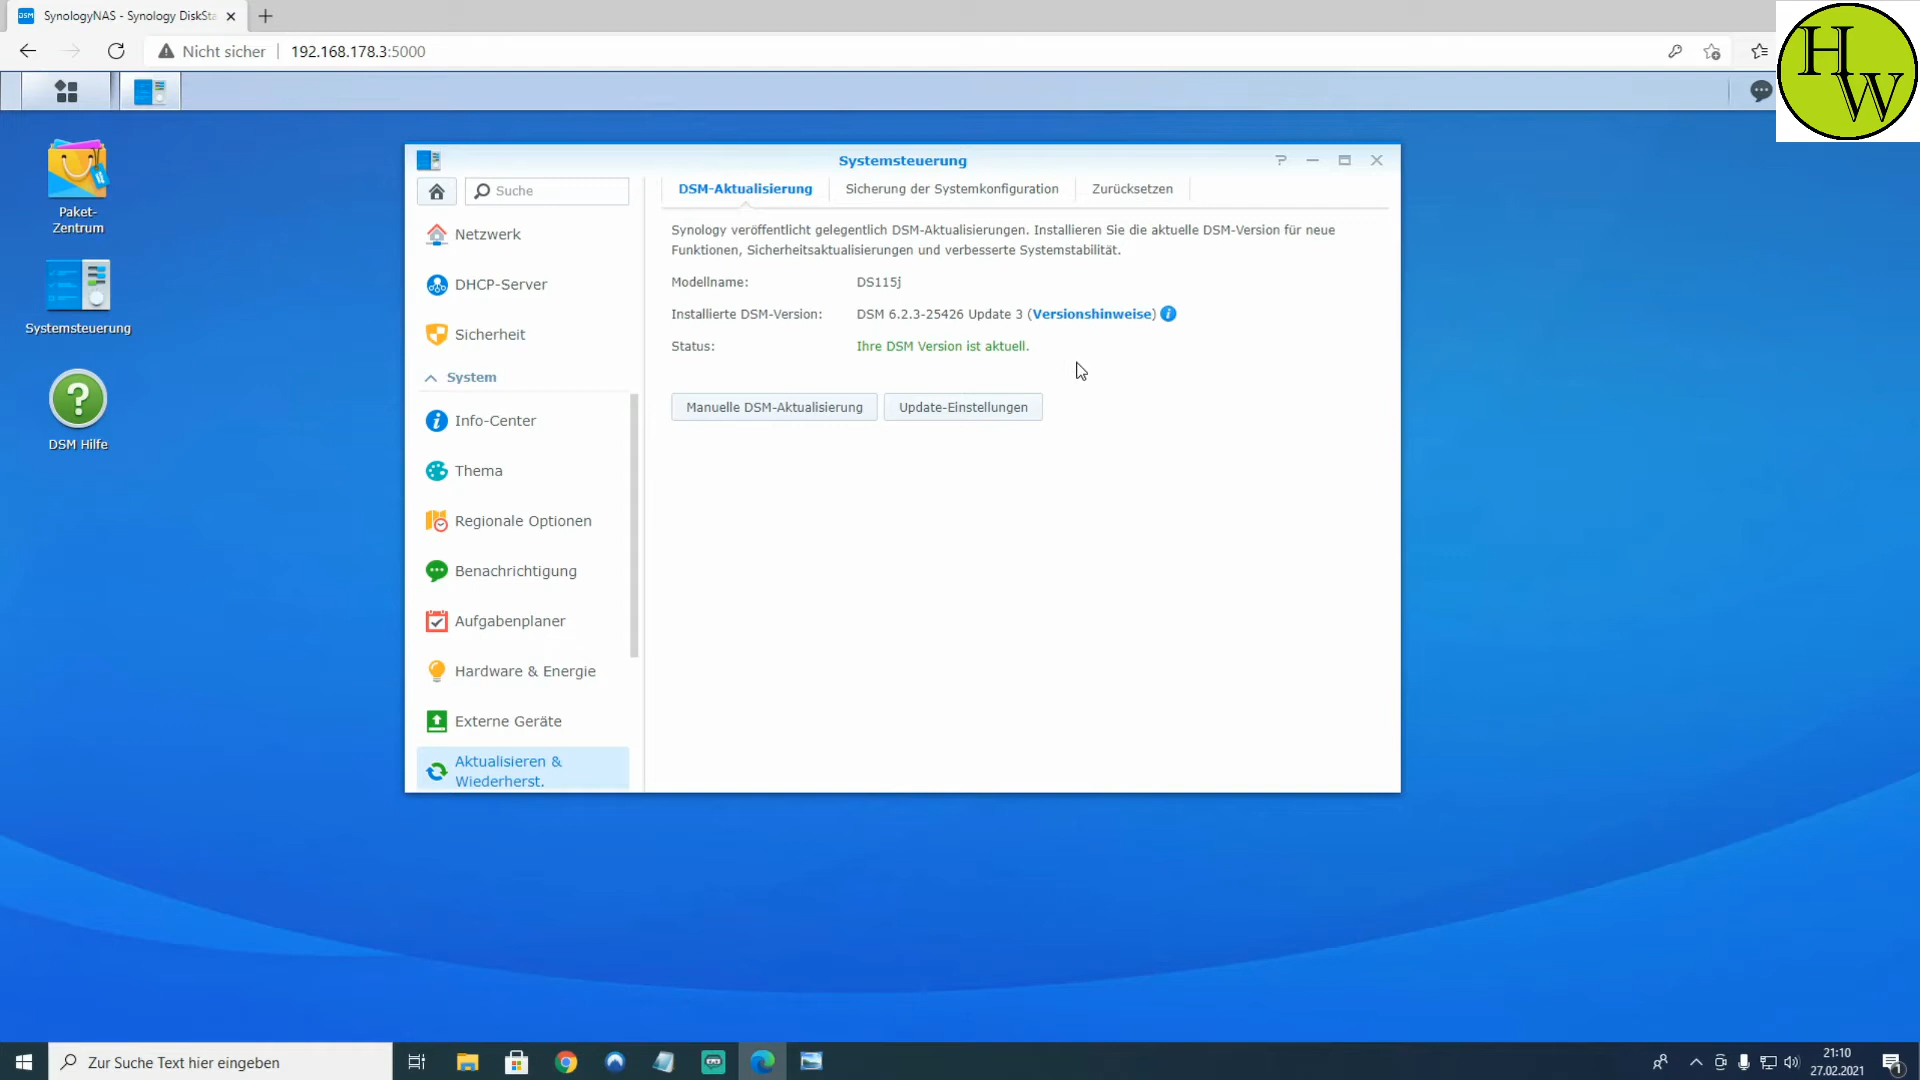 SynologyNAS - Synology DiskSta
Nicht sicher
192.168.178.3:5000
HW
Paket-
Zentrum
Systemsteuerung
DSM Hilfe
Systemsteuerung
Suche
Netzwerk
DHCP-Server
Sicherheit
System
Info-Center
Thema
Regionale Optionen
Benachrichtigung
Aufgabenplaner
Hardware & Energie
Externe Geräte
Aktualisieren &
Wiederherst.
DSM-Aktualisierung
Sicherung der Systemkonfiguration
Zurücksetzen
Synology veröffentlicht gelegentlich DSM-Aktualisierungen. Installieren Sie die aktuelle DSM-Version für neue
Funktionen, Sicherheitsaktualisierungen und verbesserte Systemstabilität.
Modellname: DS115j
Installierte DSM-Version: DSM 6.2.3-25426 Update 3 (Versionshinweise)
Status: Ihre DSM Version ist aktuell.
Manuelle DSM-Aktualisierung
Update-Einstellungen
Zur Suche Text hier eingeben
21:10
27.02.2021
1